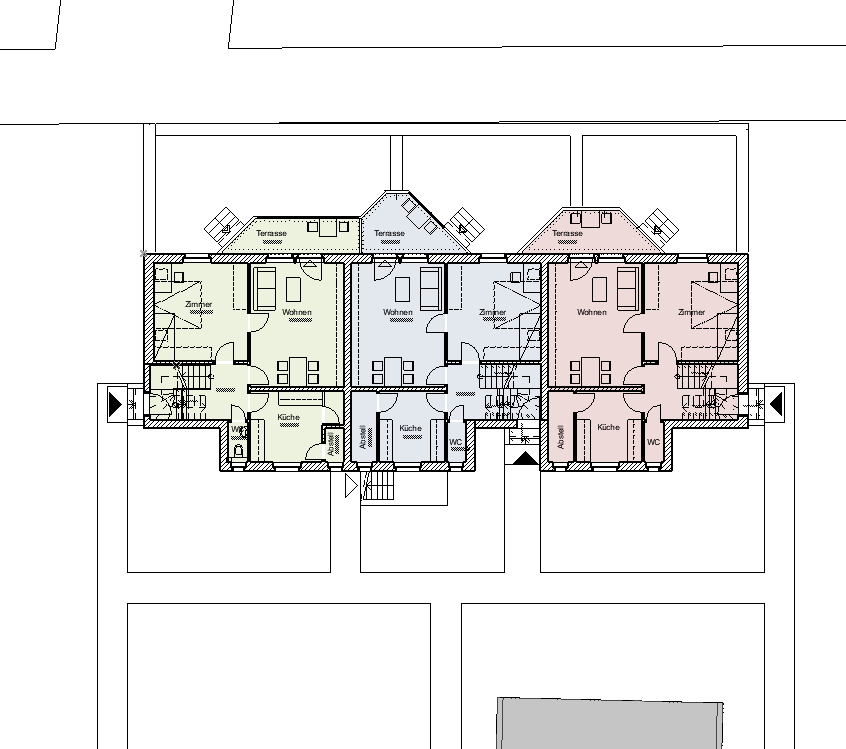 Terrasse
Terrasse
Terrasse
Zimmer
Wohnen
Wohnen
Zimmer
Wohnen
Zimmer
Küche
WC
Abstell
Abstell
Küche
WC
Abstell
Küche
WC